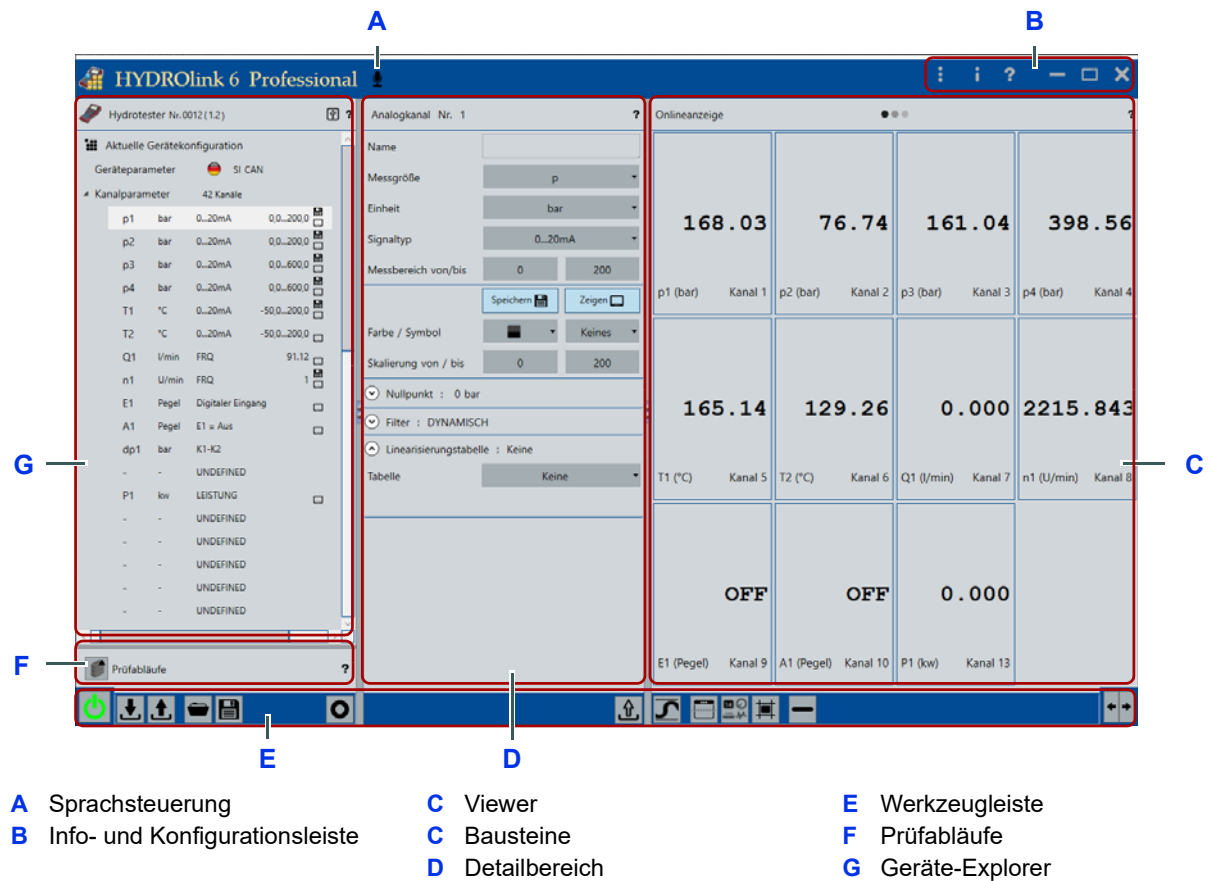 A
B
HYDROlink 6 Professional
i ?
Hydrotester Nr.0012 (1.2) ?
Aktuelle Gerätekonfiguration
Geräteparameter SI CAN
Kanalparameter 42 Kanäle
p1 bar 0...20mA 0,0...200,0
p2 bar 0...20mA 0,0...200,0
p3 bar 0...20mA 0,0...600,0
p4 bar 0...20mA 0,0...600,0
T1 °C 0...20mA -50,0...200,0
T2 °C 0...20mA -50,0...200,0
Q1 l/min FRQ 91.12
n1 U/min FRQ 1
E1 Pegel Digitaler Eingang
A1 Pegel E1 = Aus
dp1 bar K1-K2
- - UNDEFINED
P1 kw LEISTUNG
- - UNDEFINED
- - UNDEFINED
- - UNDEFINED
- - UNDEFINED
- - UNDEFINED
Prüfabläufe ?
Analogkanal Nr. 1 ?
Name
Messgröße p
Einheit bar
Signaltyp 0...20mA
Messbereich von/bis 0 200
Speichern Zeigen
Farbe / Symbol Keines
Skalierung von / bis 0 200
Nullpunkt : 0 bar
Filter : DYNAMISCH
Linearisierungstabelle : Keine
Tabelle Keine
Onlineanzeige ?
168.03 76.74 161.04 398.56
p1 (bar) Kanal 1 p2 (bar) Kanal 2 p3 (bar) Kanal 3 p4 (bar) Kanal 4
165.14 129.26 0.000 2215.843
T1 (°C) Kanal 5 T2 (°C) Kanal 6 Q1 (l/min) Kanal 7 n1 (U/min) Kanal 8
OFF OFF 0.000
E1 (Pegel) Kanal 9 A1 (Pegel) Kanal 10 P1 (kw) Kanal 13
G
F
C
E
D
A Sprachsteuerung
B Info- und Konfigurationsleiste
C Viewer
C Bausteine
D Detailbereich
E Werkzeugleiste
F Prüfabläufe
G Geräte-Explorer